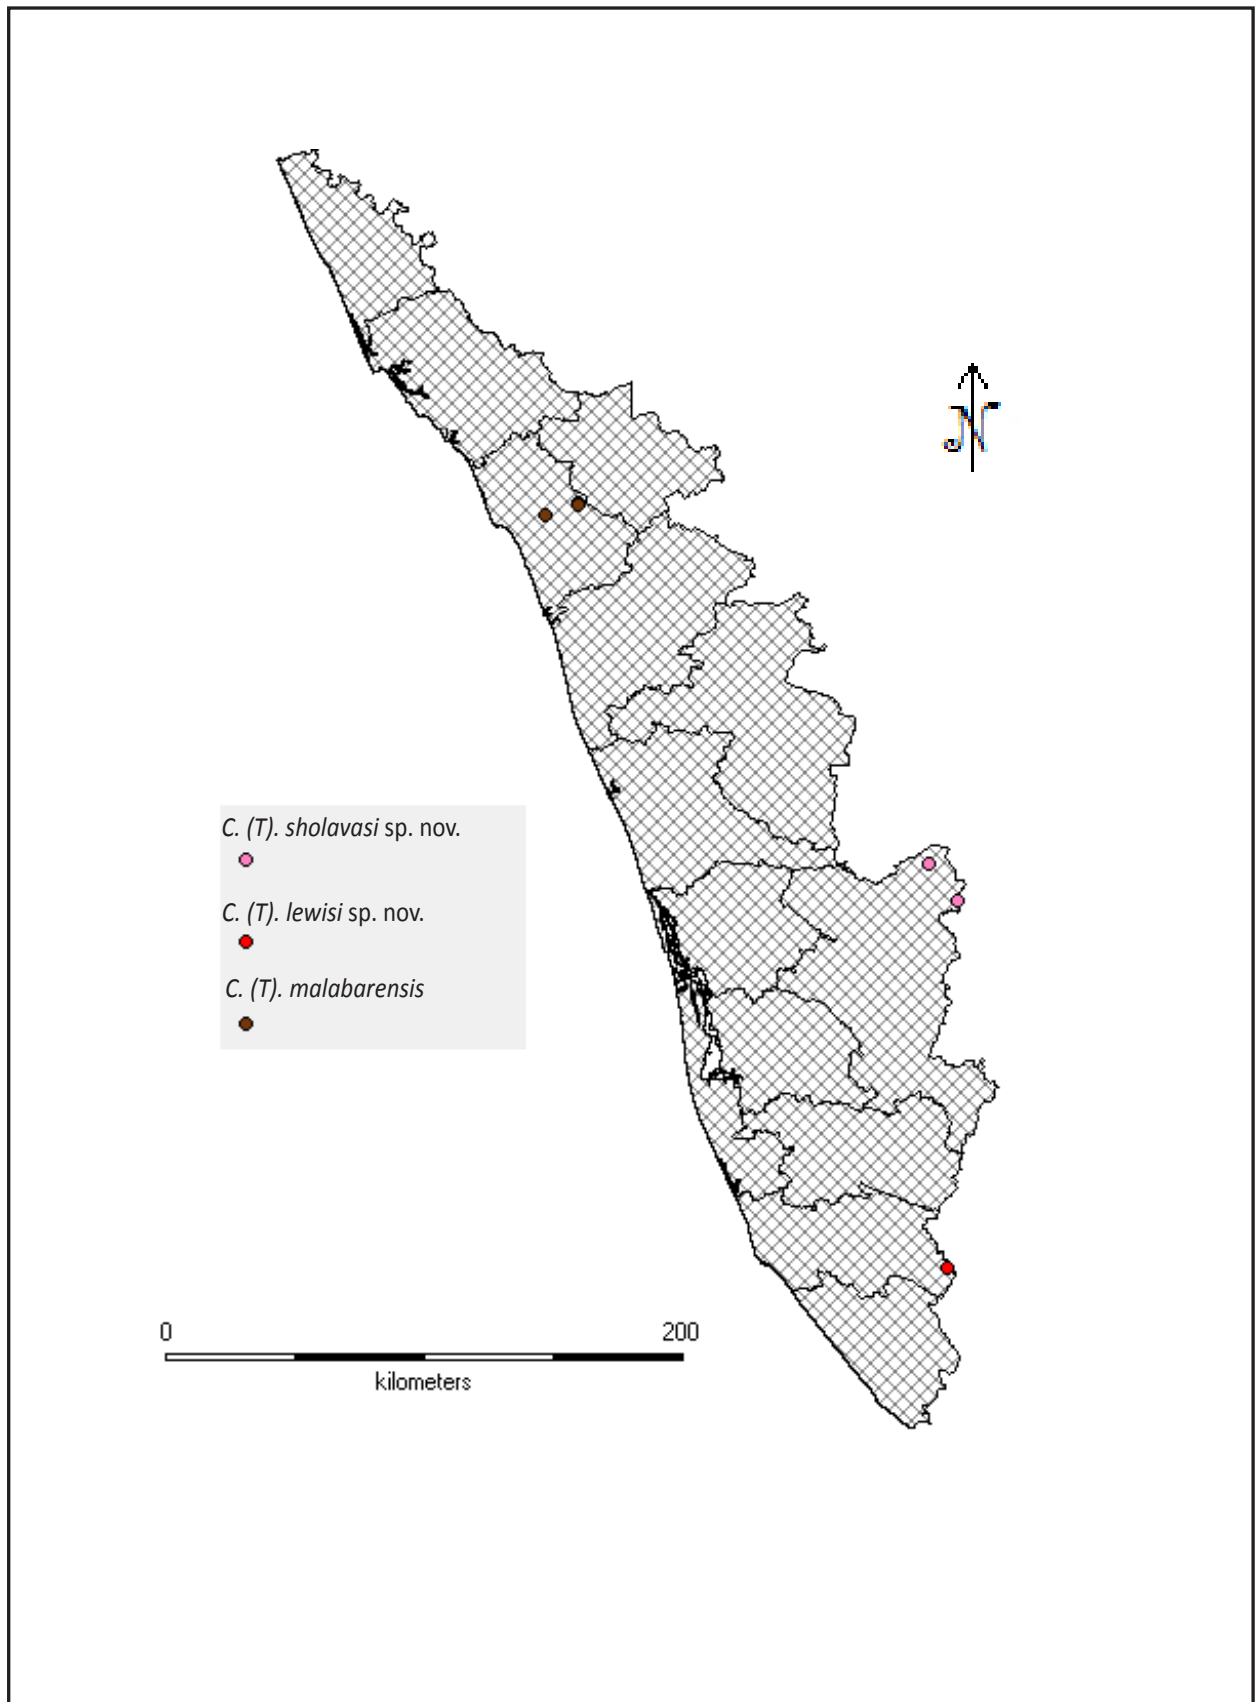 N
C. (T). sholavasi sp. nov.
C. (T). lewisi sp. nov.
C. (T). malabarensis
0 200
kilometers